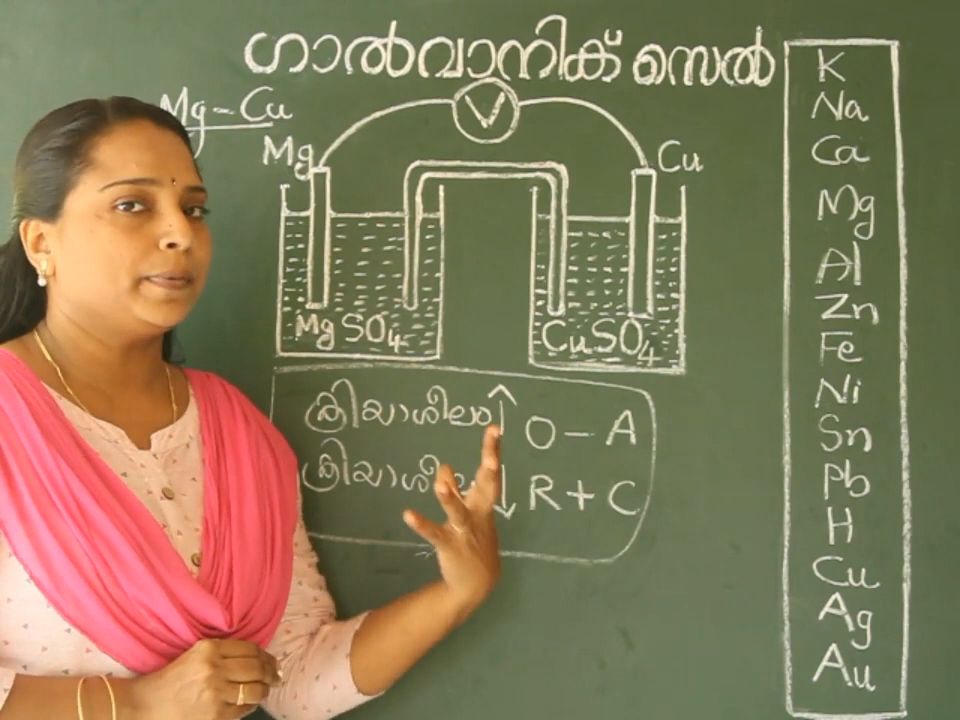 ഗാൽവാനിക് സെൽ
Mg - Cu
V
Mg
Cu
MgSO4
CuSO4
ക്രിയാശീലം ↑ O - A
↓ R + C
K
Na
Ca
Mg
Al
Zn
Fe
Ni
Sn
Pb
H
Cu
Ag
Au